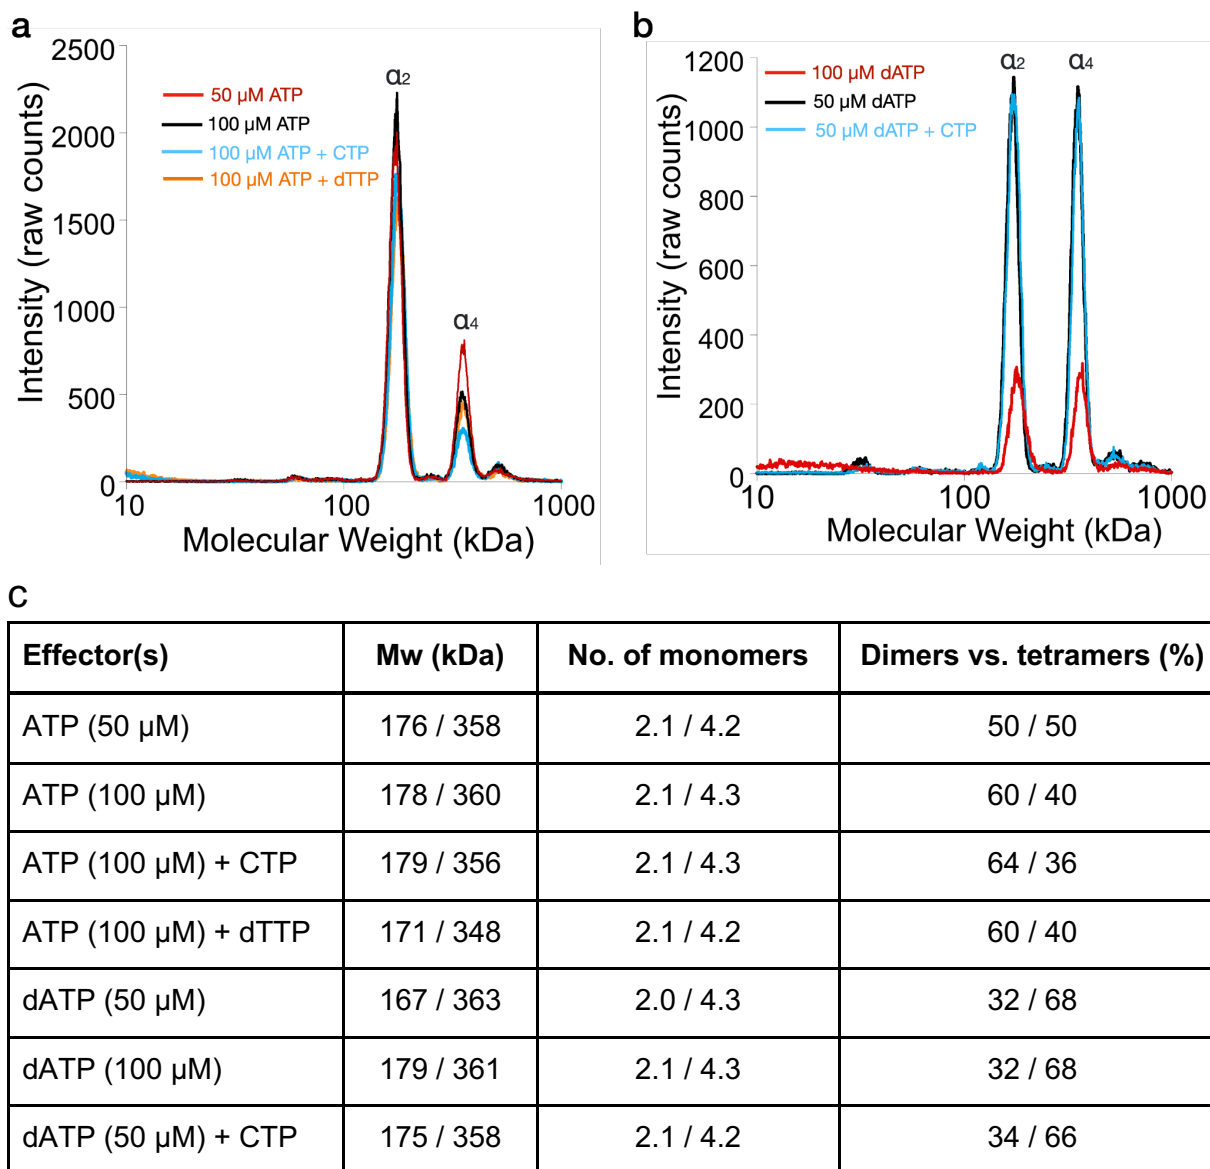 a
2500
2000
1500
1000
500
0
10
100
1000
Intensity (raw counts)
Molecular Weight (kDa)
50 µM ATP
100 µM ATP
100 µM ATP + CTP
100 µM ATP + dTTP
α2
α4
b
1200
1000
800
600
400
200
0
10
100
1000
Intensity (raw counts)
Molecular Weight (kDa)
100 µM dATP
50 µM dATP
50 µM dATP + CTP
α2
α4
c
Effector(s) Mw (kDa) No. of monomers Dimers vs. tetramers (%)
ATP (50 µM) 176 / 358 2.1 / 4.2 50 / 50
ATP (100 µM) 178 / 360 2.1 / 4.3 60 / 40
ATP (100 µM) + CTP 179 / 356 2.1 / 4.3 64 / 36
ATP (100 µM) + dTTP 171 / 348 2.1 / 4.2 60 / 40
dATP (50 µM) 167 / 363 2.0 / 4.3 32 / 68
dATP (100 µM) 179 / 361 2.1 / 4.3 32 / 68
dATP (50 µM) + CTP 175 / 358 2.1 / 4.2 34 / 66